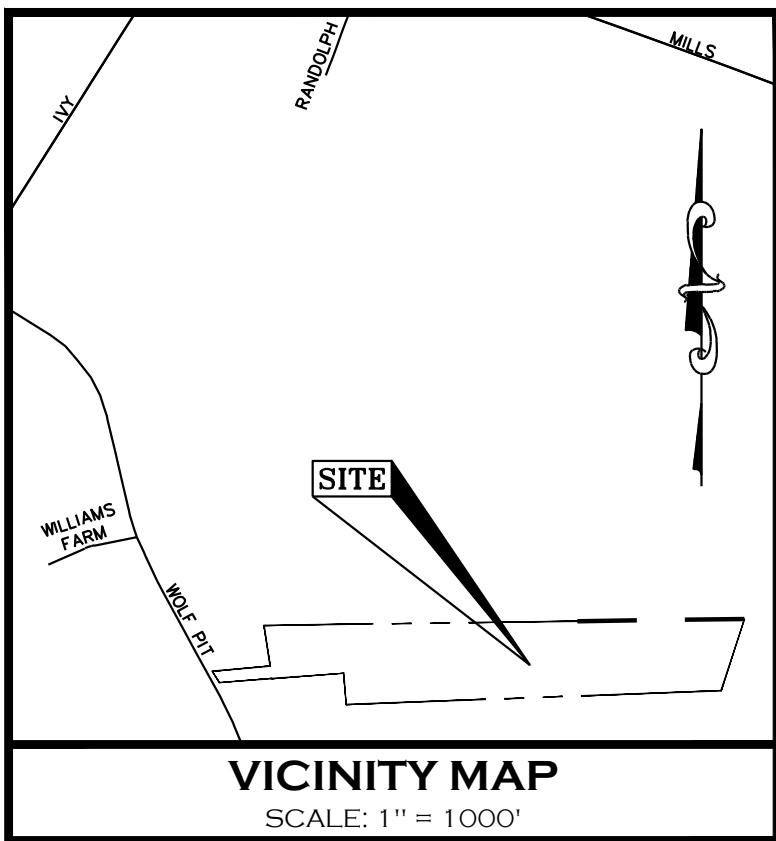 IVY
RANDOLPH
MILLS
SITE
WILLIAMS
FARM
WOLF PIT
VICINITY MAP
SCALE: 1" = 1000'